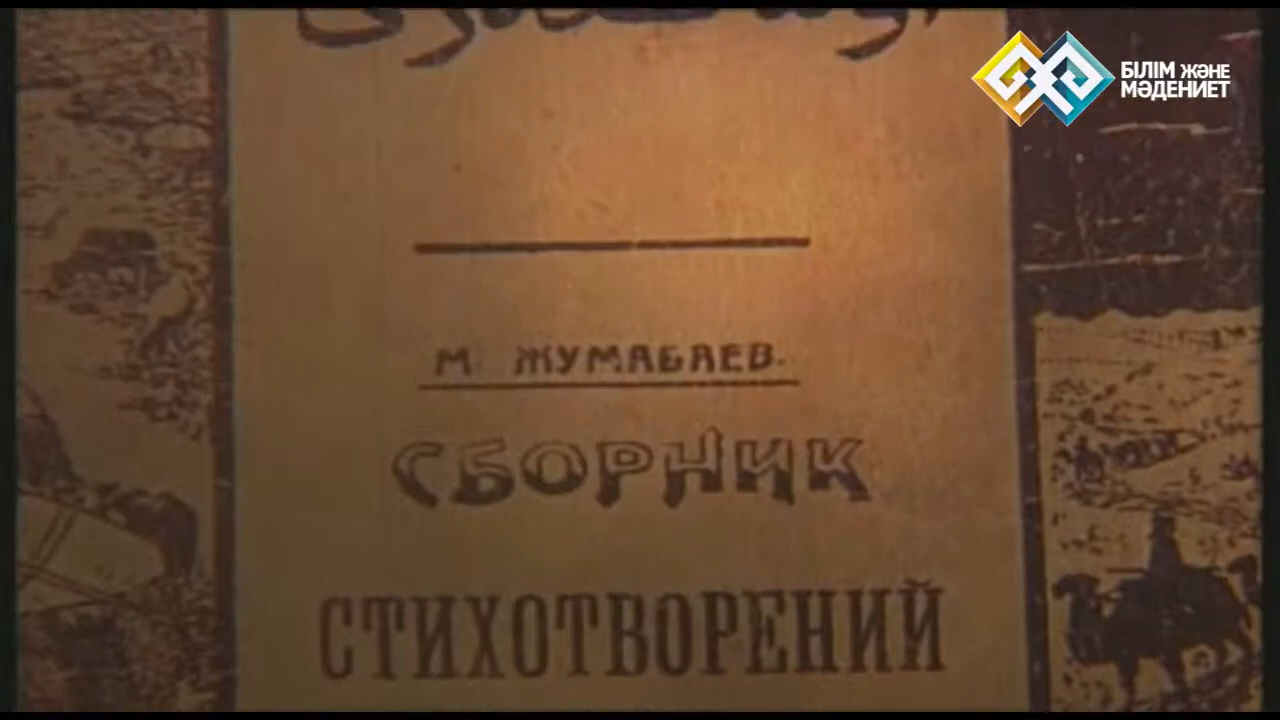 БІЛІМ ЖӘНЕ
МӘДЕНИЕТ
М. ЖУМАБАЕВ.
СБОРНИК
СТИХОТВОРЕНИЙ